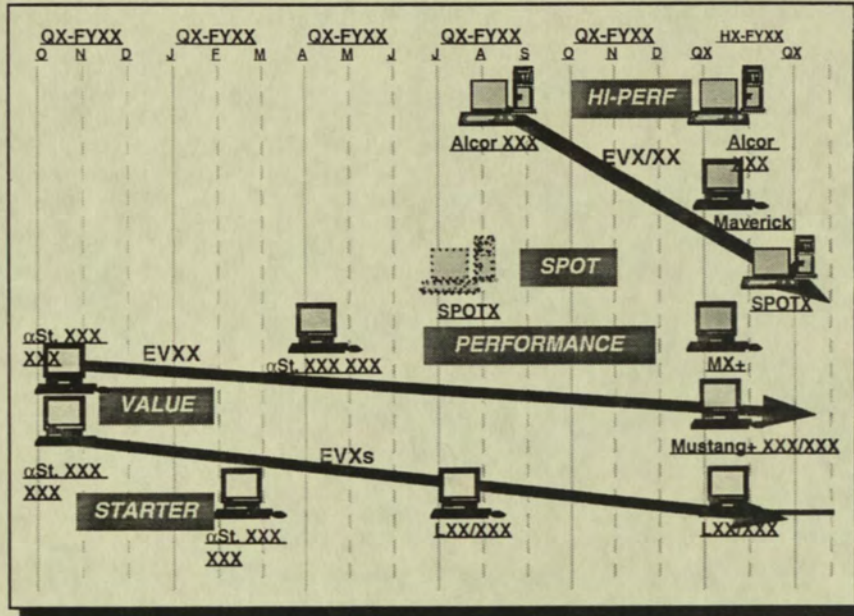 QX-FYXX QX-FYXX QX-FYXX QX-FYXX QX-FYXX HX-FYXX
O N D J F M A M J J A S O N D QX QX
HI-PERF
Alcor XXX
EVX/XX
Alcor
XXX
Maverick
SPOT
SPOTX
SPOTX
αSt. XXX
XXX
EVXX
αSt. XXX XXX
PERFORMANCE
MX+
VALUE
Mustang+ XXX/XXX
EVXs
αSt. XXX
XXX
STARTER
αSt. XXX
XXX
LXX/XXX
LXX/XXX